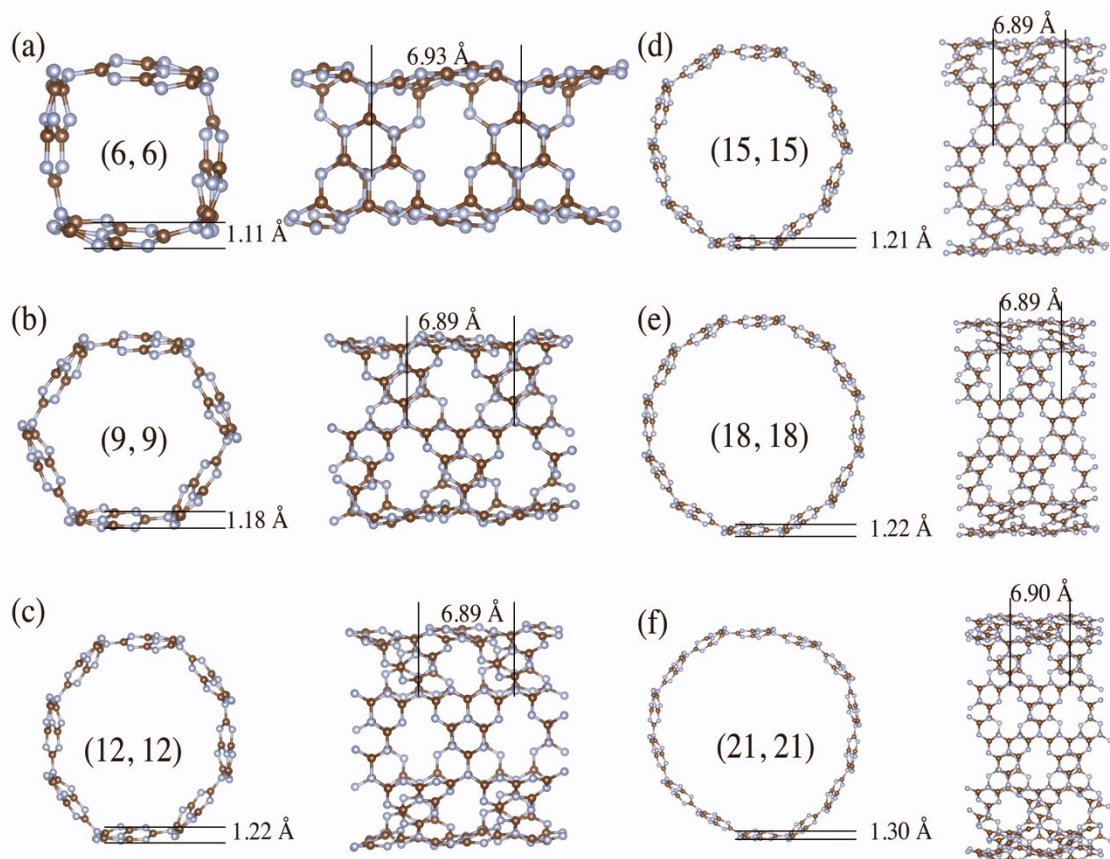 (a)
6.93 Å
(6, 6)
1.11 Å
(b)
6.89 Å
(9, 9)
1.18 Å
(c)
6.89 Å
(12, 12)
1.22 Å
(d)
6.89 Å
(15, 15)
1.21 Å
(e)
6.89 Å
(18, 18)
1.22 Å
(f)
6.90 Å
(21, 21)
1.30 Å